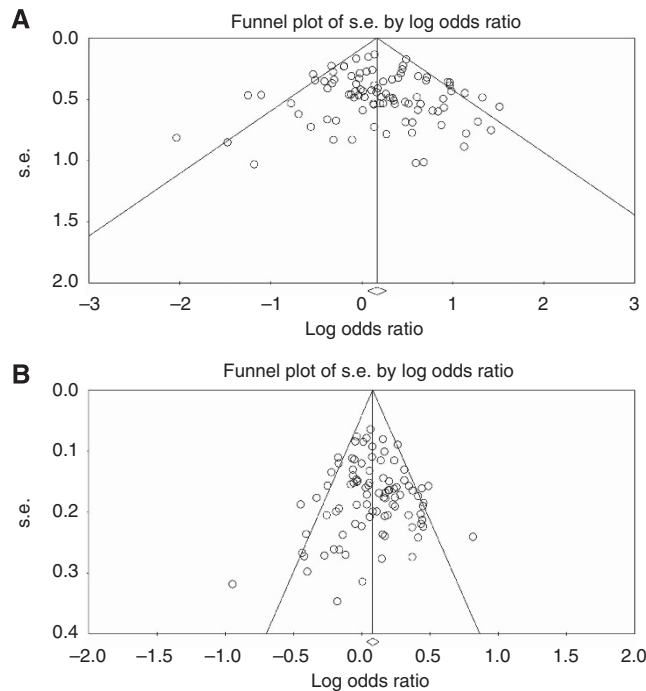 A
Funnel plot of s.e. by log odds ratio
0.0
0.5
1.0
1.5
2.0
s.e.
–3 –2 –1 0 1 2 3
Log odds ratio
B
Funnel plot of s.e. by log odds ratio
0.0
0.1
0.2
0.3
0.4
s.e.
–2.0 –1.5 –1.0 –0.5 0.0 0.5 1.0 1.5 2.0
Log odds ratio